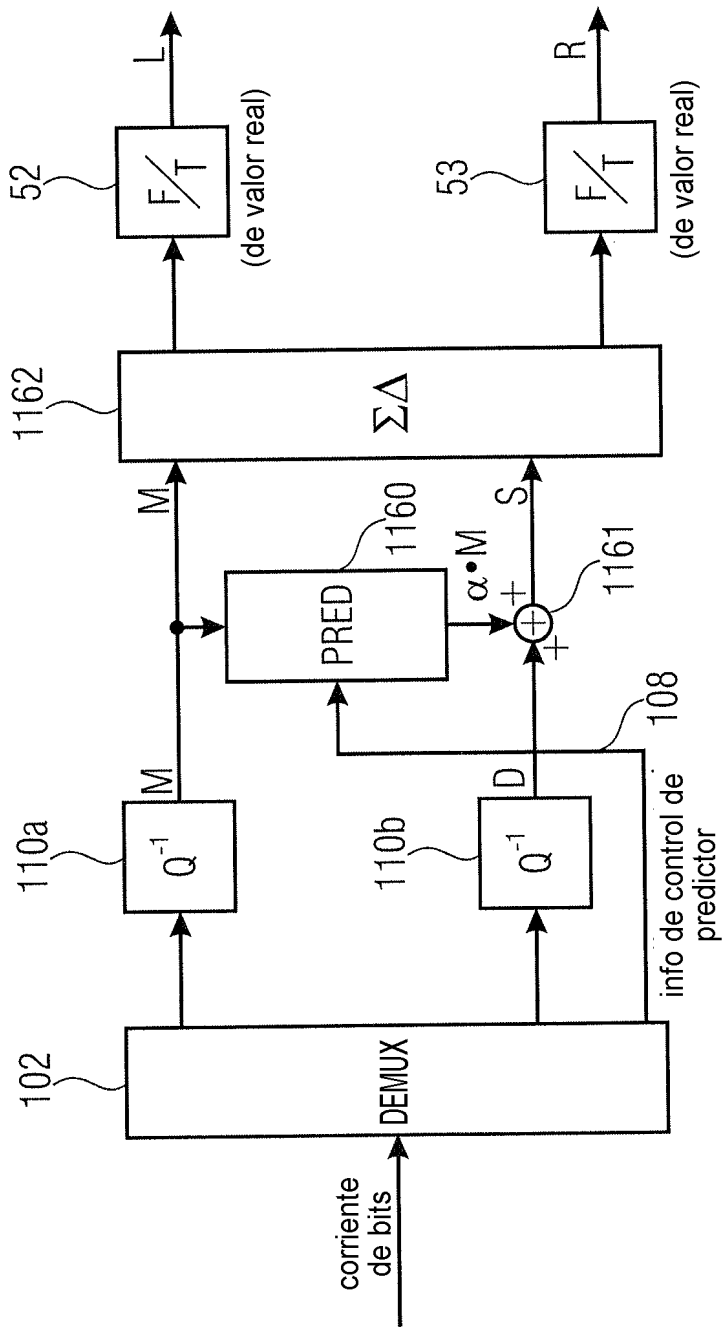 corriente
de bits
102
DEMUX
110a
Q⁻¹
M
M
110b
Q⁻¹
D
info de control de
predictor
108
PRED
1160
α•M
+
+
+
1161
S
1162
ΣΔ
52
F/T
(de valor real)
L
53
F/T
(de valor real)
R